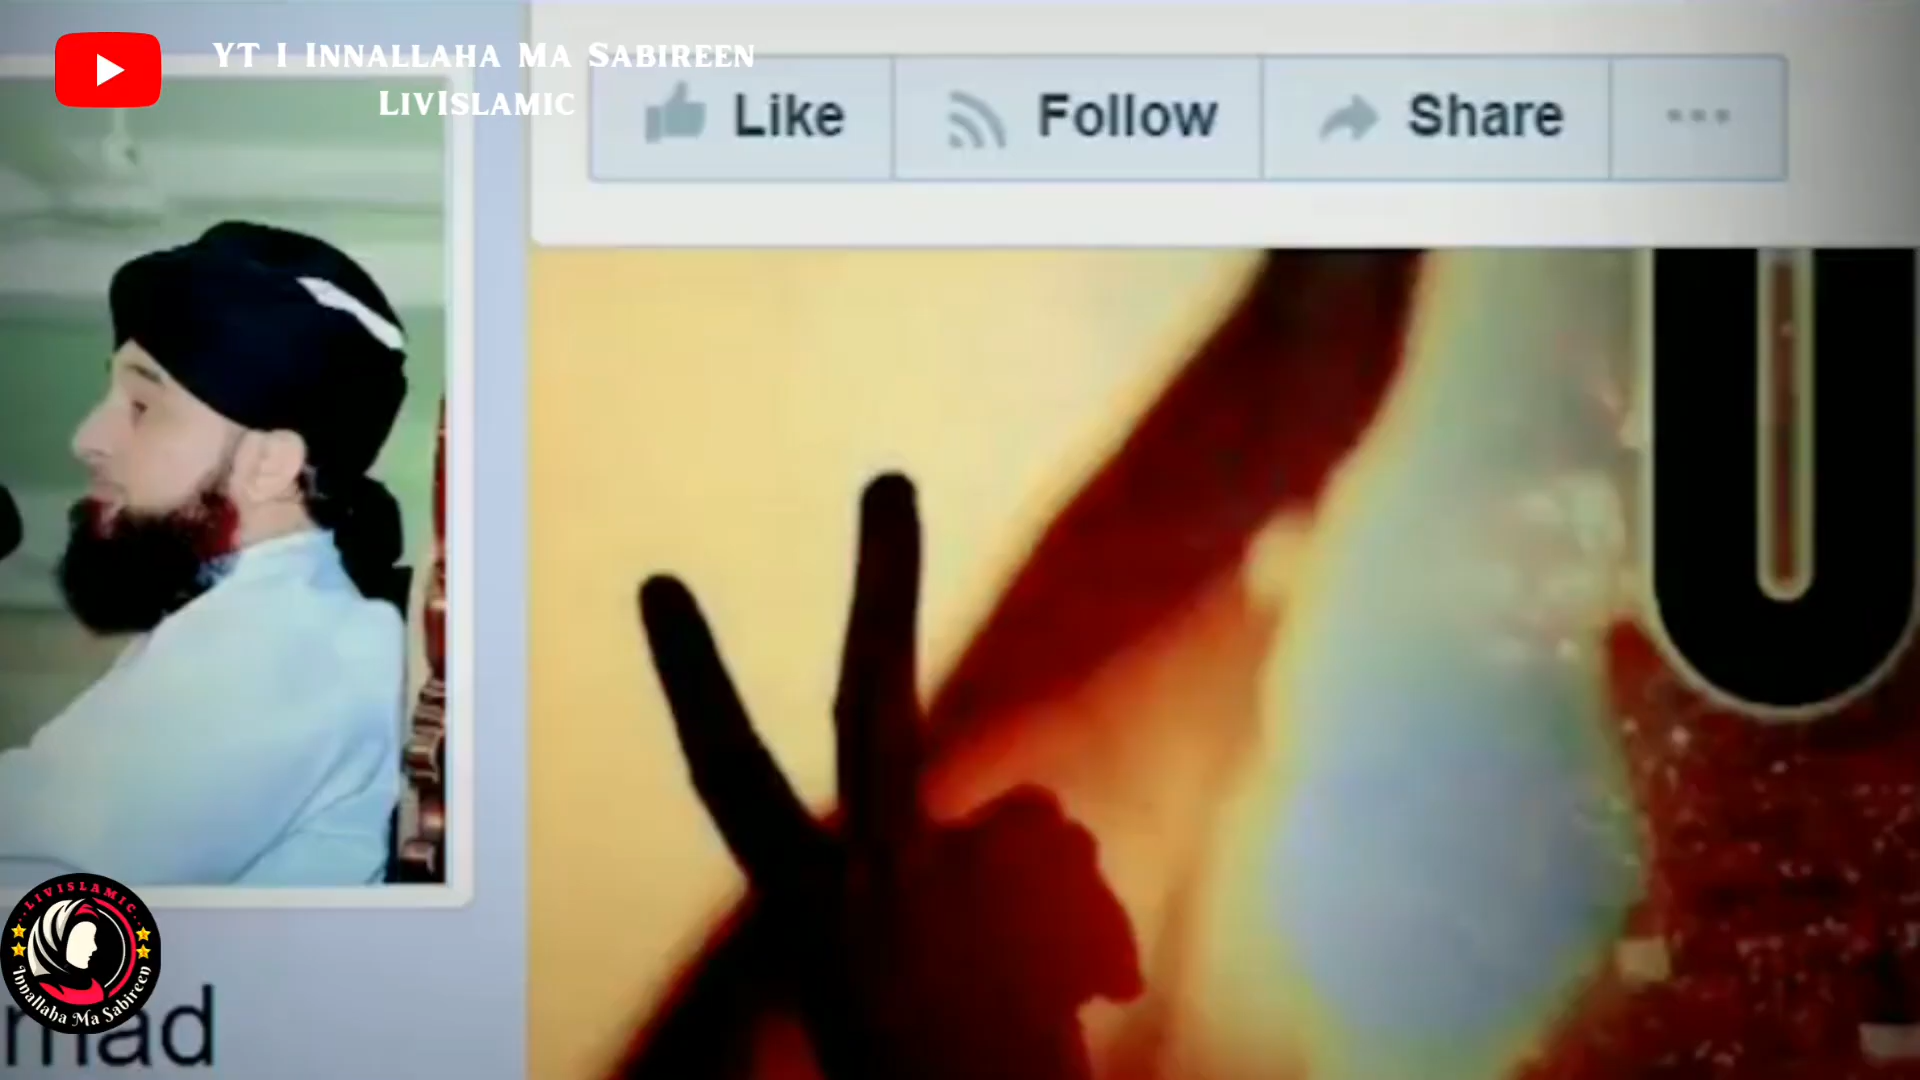 YT I Innallaha Ma Sabireen
LivIslamic
Like
Follow
Share
LIVISLAMIC
Innallaha Ma Sabireen
mad